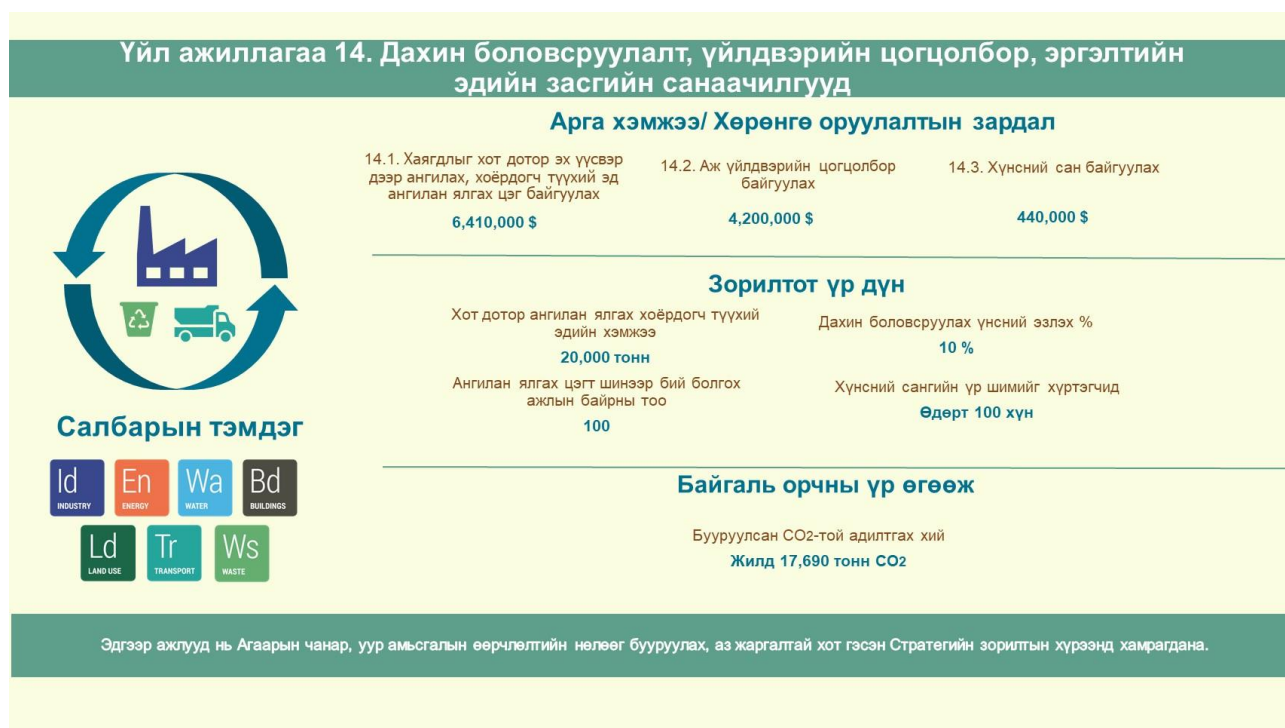 Үйл ажиллагаа 14. Дахин боловсруулалт, үйлдвэрийн цогцолбор, эргэлтийн
эдийн засгийн санаачилгууд
Арга хэмжээ/ Хөрөнгө оруулалтын зардал
14.1. Хаягдлыг хот дотор эх үүсвэр
дээр ангилах, хоёрдогч түүхий эд
ангилан ялгах цэг байгуулах
6,410,000 $
14.2. Аж үйлдвэрийн цогцолбор
байгуулах
4,200,000 $
14.3. Хүнсний сан байгуулах
440,000 $
Зорилтот үр дүн
Хот дотор ангилан ялгах хоёрдогч түүхий
эдийн хэмжээ
20,000 тонн
Дахин боловсруулах үнсний эзлэх %
10 %
Ангилан ялгах цэгт шинээр бий болгох
ажлын байрны тоо
100
Хүнсний сангийн үр шимийг хүртэгчид
Өдөрт 100 хүн
Байгаль орчны үр өгөөж
Бууруулсан CO2-той адилтгах хий
Жилд 17,690 тонн CO2
Салбарын тэмдэг
Id
INDUSTRY
En
ENERGY
Wa
WATER
Bd
BUILDINGS
Ld
LAND USE
Tr
TRANSPORT
Ws
WASTE
Эдгээр ажлууд нь Агаарын чанар, уур амьсгалын өөрчлөлтийн нөлөөг бууруулах, аз жаргалтай хот гэсэн Стратегийн зорилтын хүрээнд хамрагдана.